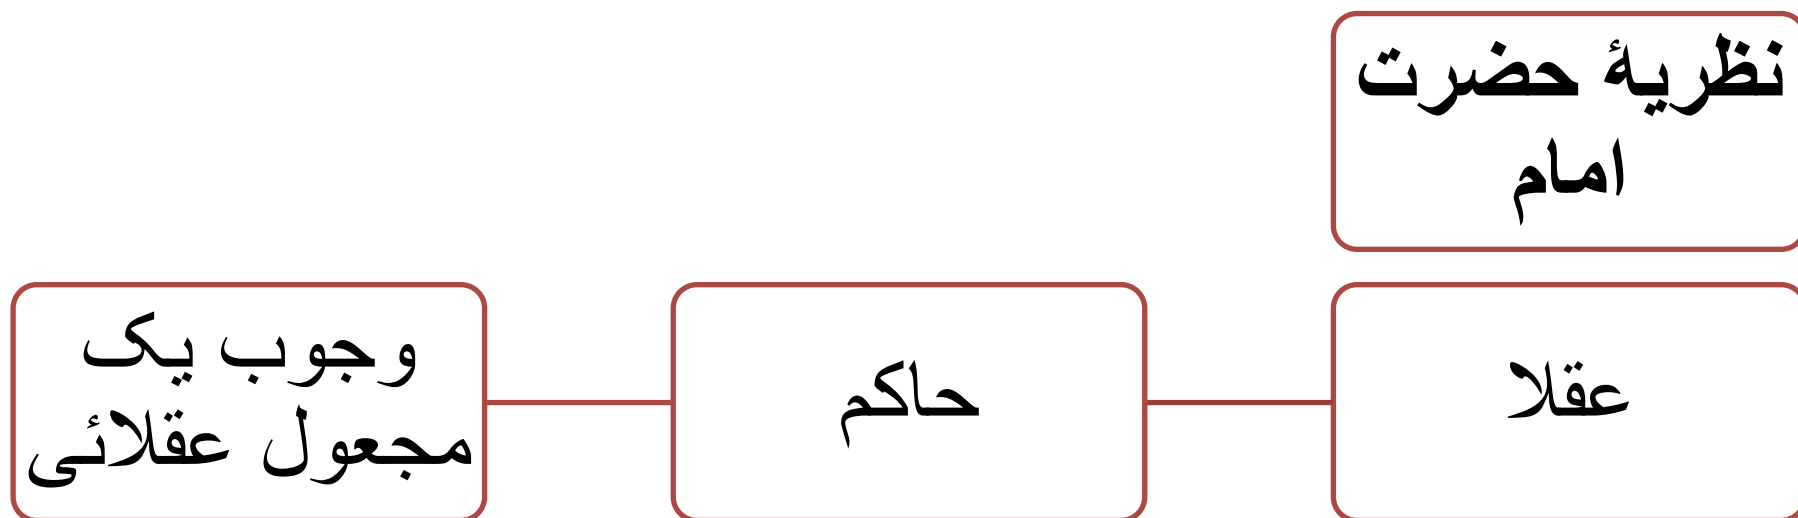 نظریهٔ حضرت
امام
عقلا
حاکم
وجوب یک
مجعول عقلائی